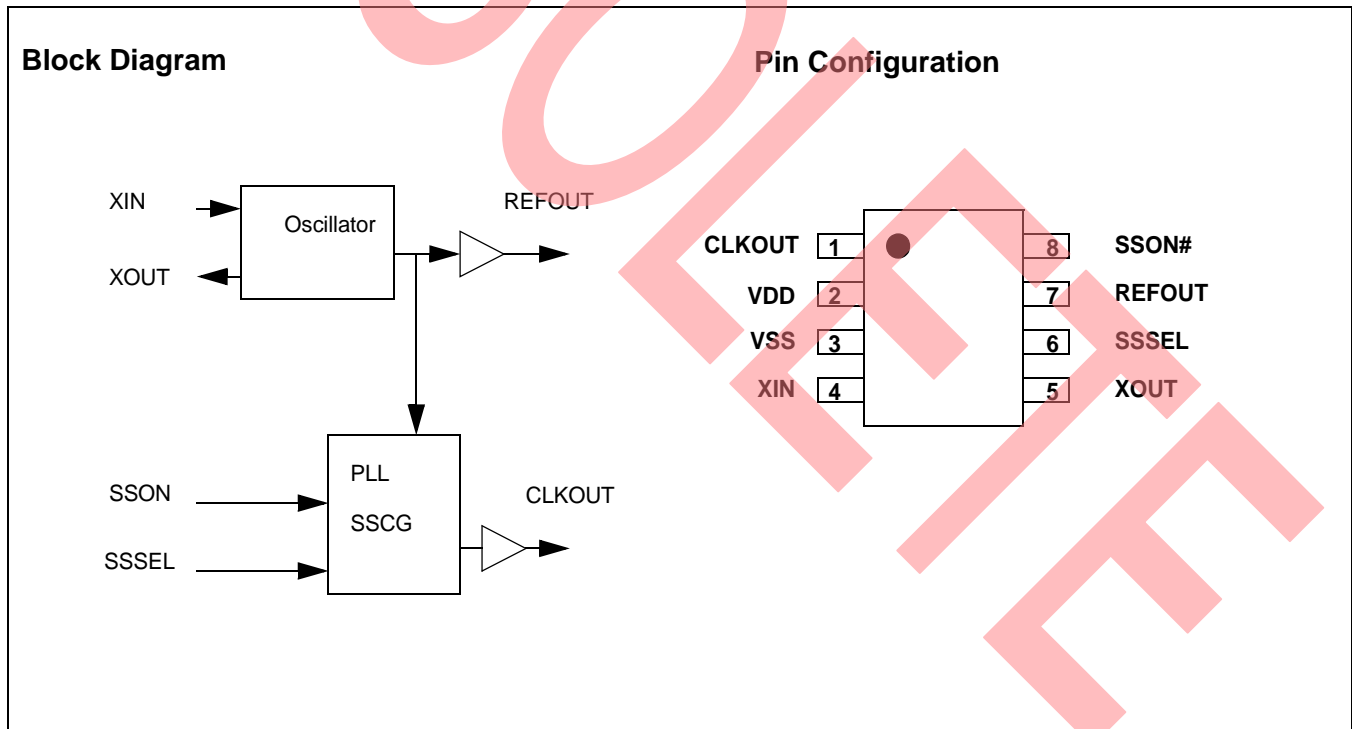 Block Diagram
XIN
XOUT
Oscillator
REFOUT
SSON
SSSEL
PLL
SSCG
CLKOUT
Pin Configuration
CLKOUT 1 8 SSON#
VDD 2 7 REFOUT
VSS 3 6 SSSEL
XIN 4 5 XOUT
OLETE